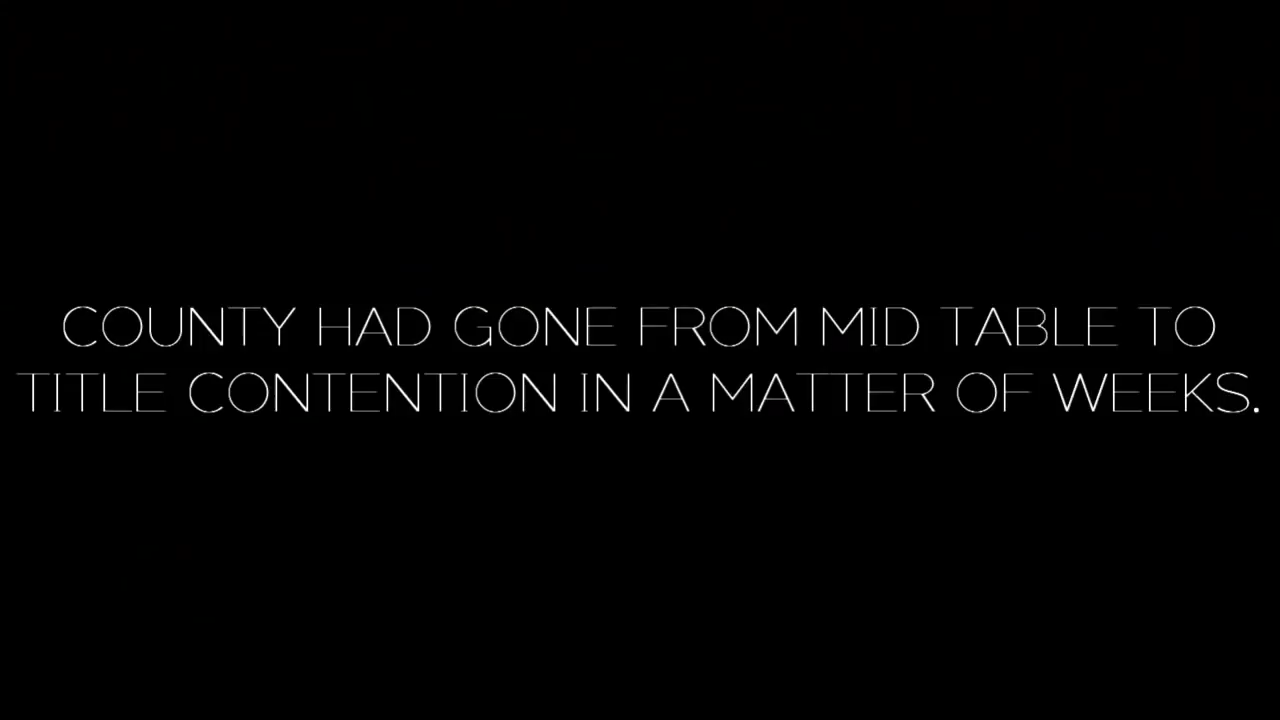 COUNTY HAD GONE FROM MID TABLE TO
TITLE CONTENTION IN A MATTER OF WEEKS.